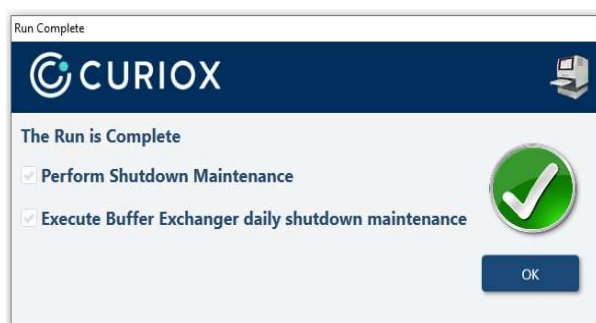 Run Complete
CURIOX
The Run is Complete
Perform Shutdown Maintenance
Execute Buffer Exchanger daily shutdown maintenance
OK